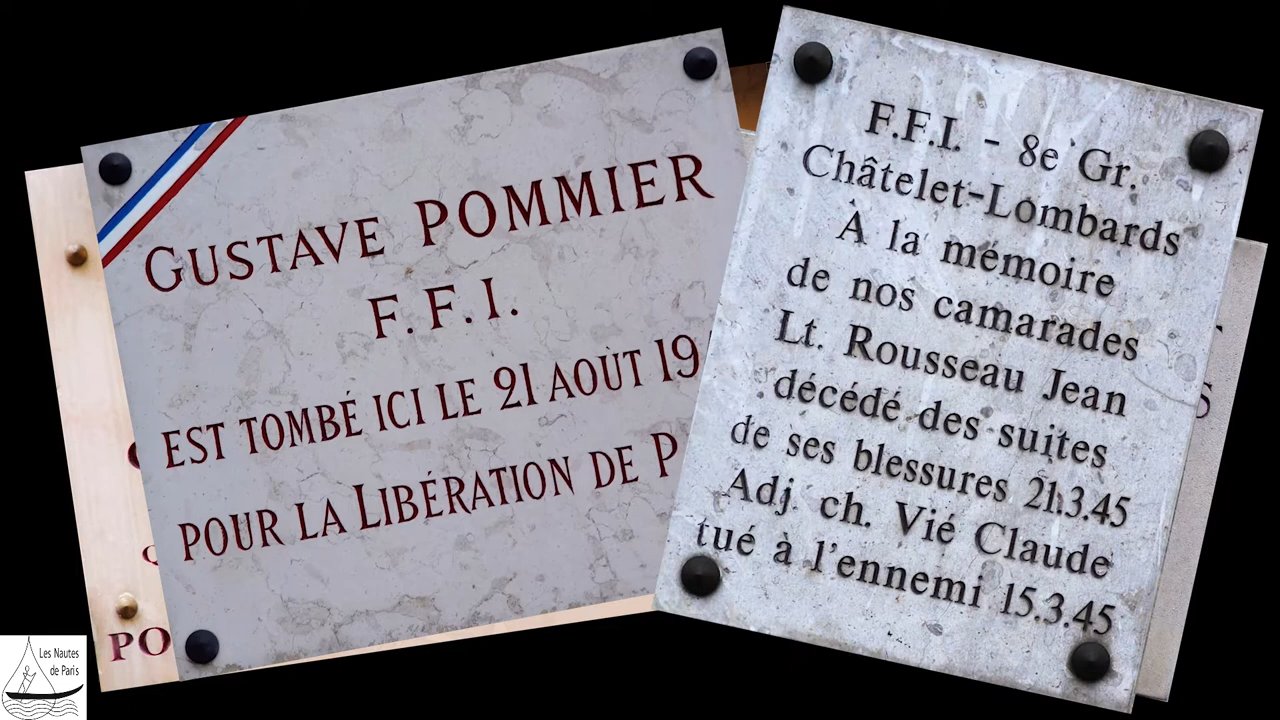 GUSTAVE POMMIER
F. F. I.
EST TOMBÉ ICI LE 21 AOÛT 19
POUR LA LIBÉRATION DE P
F.F.I. - 8e Gr.
Châtelet-Lombards
À la mémoire
de nos camarades
Lt. Rousseau Jean
décédé des suites
de ses blessures 21.3.45
Adj. ch. Vié Claude
tué à l'ennemi 15.3.45
PO
Les Nautes
de Paris